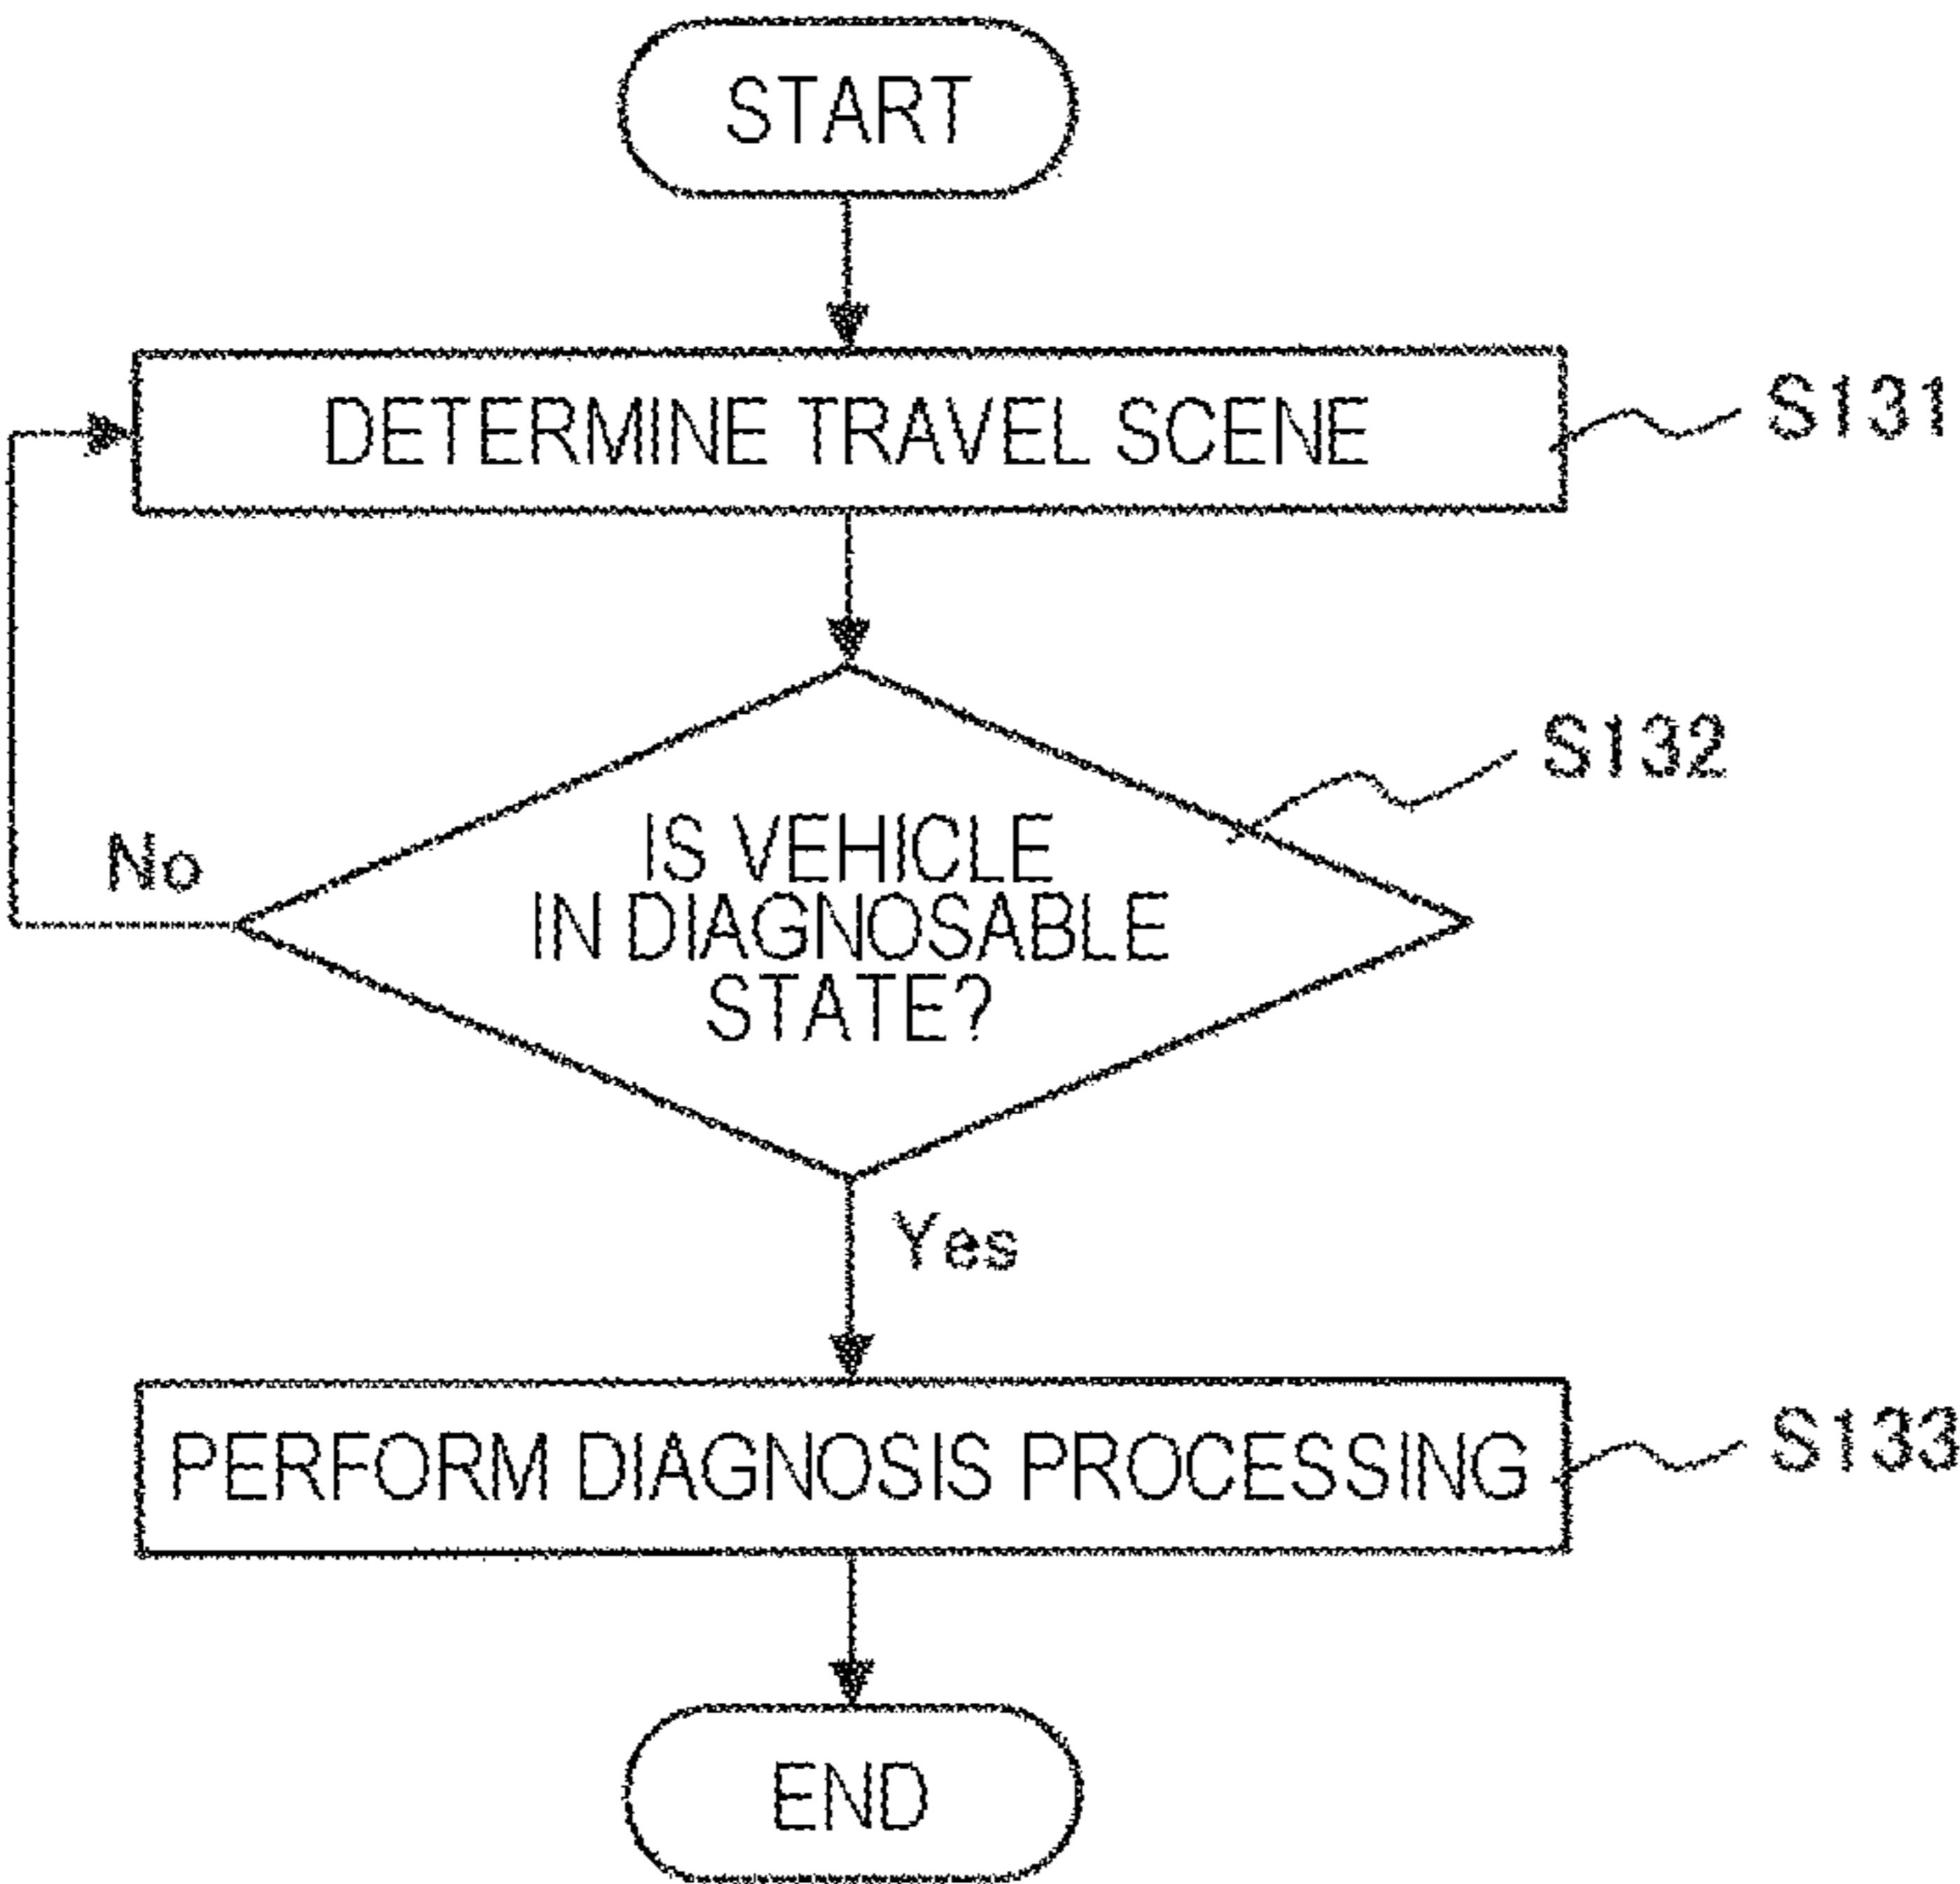 START
DETERMINE TRAVEL SCENE
S131
S132
IS VEHICLE
IN DIAGNOSABLE
STATE?
No
Yes
PERFORM DIAGNOSIS PROCESSING
S133
END